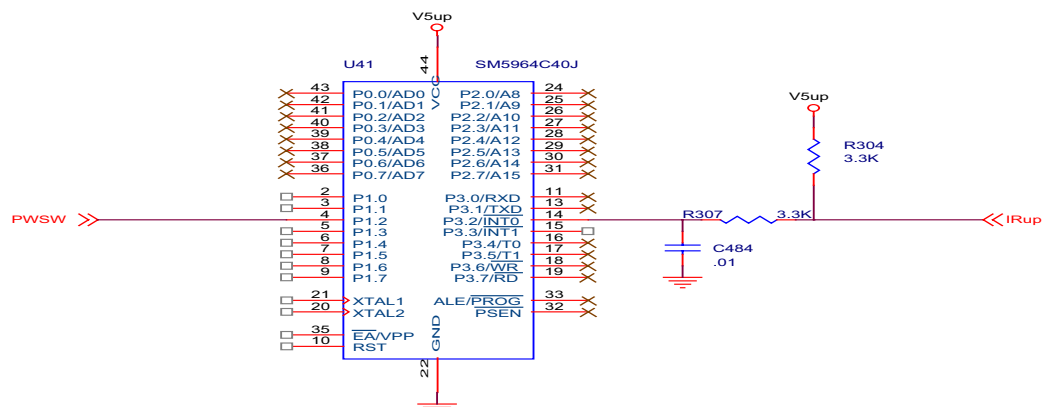 V5up
U41 44 SM5964C40J
VCC
43 P0.0/AD0 P2.0/A8 24
42 P0.1/AD1 P2.1/A9 25
41 P0.2/AD2 P2.2/A10 26
40 P0.3/AD3 P2.3/A11 27
39 P0.4/AD4 P2.4/A12 28
38 P0.5/AD5 P2.5/A13 29
37 P0.6/AD6 P2.6/A14 30
36 P0.7/AD7 P2.7/A15 31
V5up
R304
3.3K
2 P1.0 P3.0/RXD 11
3 P1.1 P3.1/TXD 13
PWSW 4 P1.2 P3.2/INT0 14 R307 3.3K IRup
5 P1.3 P3.3/INT1 15
6 P1.4 P3.4/T0 16
7 P1.5 P3.5/T1 17
8 P1.6 P3.6/WR 18
9 P1.7 P3.7/RD 19
C484
.01
21 XTAL1 ALE/PROG 33
20 XTAL2 PSEN 32
35 EA/VPP
10 RST
GND
22